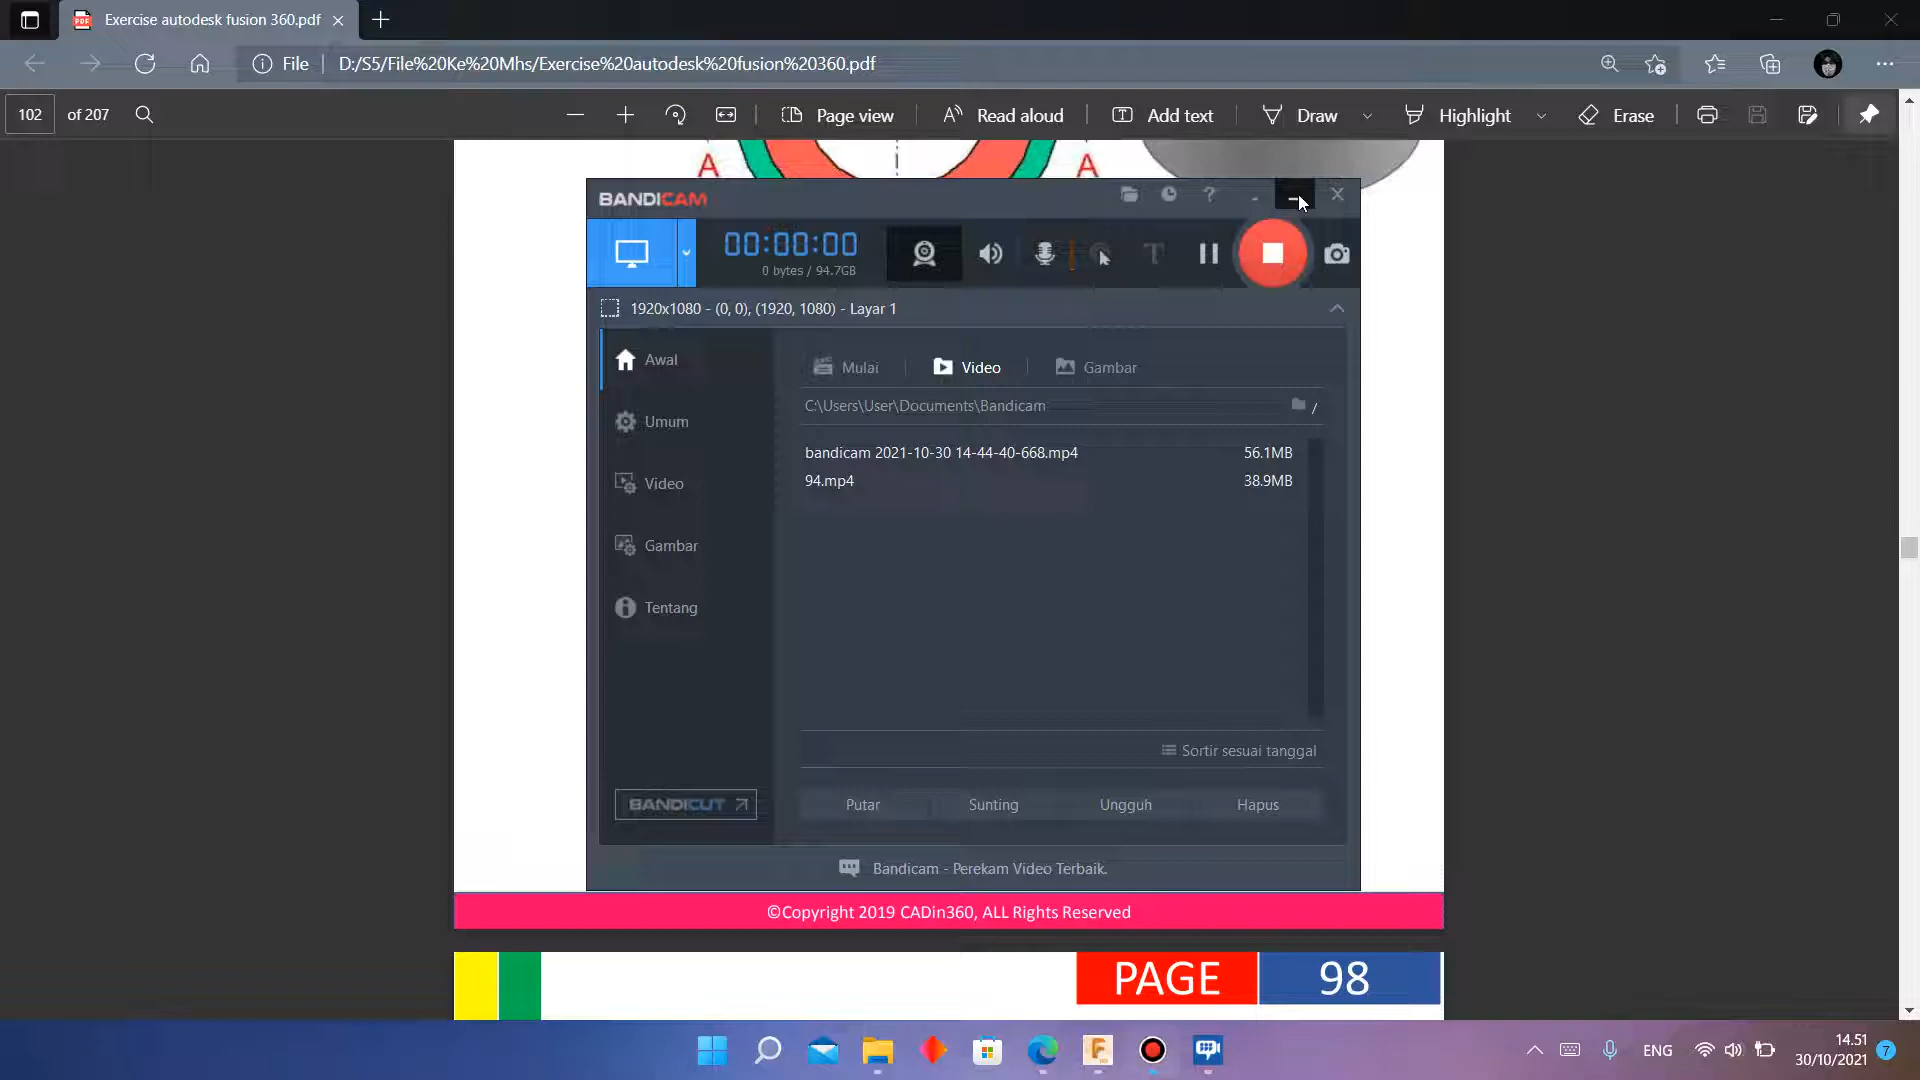 Exercise autodesk fusion 360.pdf
File
D:/S5/File%20Ke%20Mhs/Exercise%20autodesk%20fusion%20360.pdf
102 of 207
Page view
Read aloud
Add text
Draw
Highlight
Erase
A
A
BANDICAM
00:00:00
0 bytes / 94.7GB
1920x1080 - (0, 0), (1920, 1080) - Layar 1
Awal
Umum
Video
Gambar
Tentang
Mulai
Video
Gambar
C:\Users\User\Documents\Bandicam
/
bandicam 2021-10-30 14-44-40-668.mp4 56.1MB
94.mp4 38.9MB
Sortir sesuai tanggal
BANDICUT
Putar
Sunting
Ungguh
Hapus
Bandicam - Perekam Video Terbaik.
©Copyright 2019 CADin360, ALL Rights Reserved
PAGE 98
ENG
14.51
30/10/2021
7